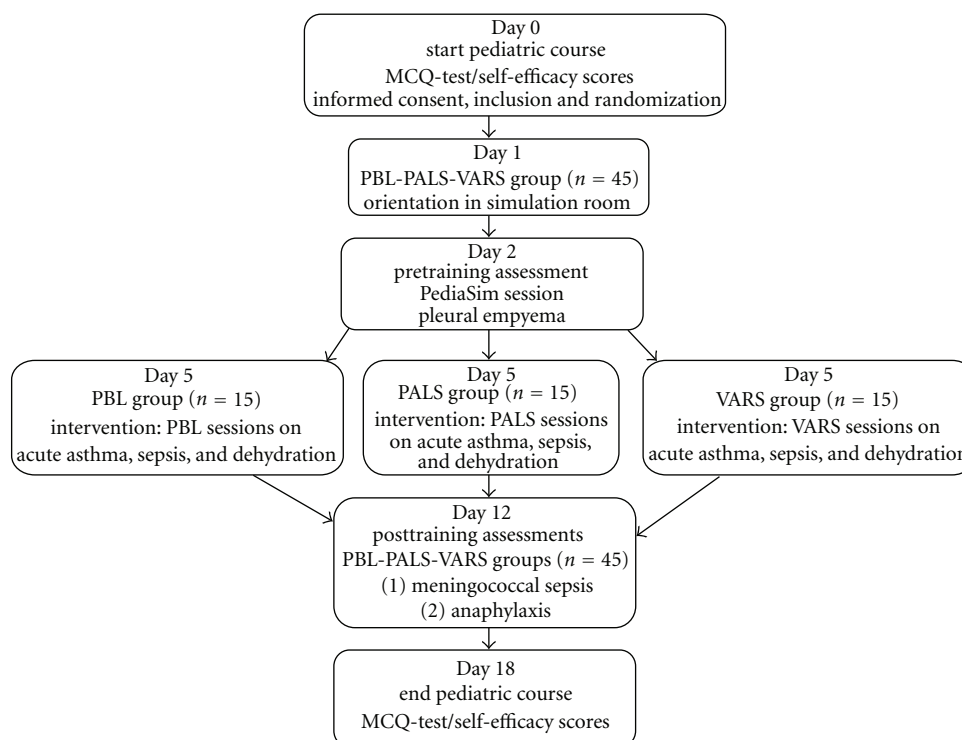 Day 0
start pediatric course
MCQ-test/self-efficacy scores
informed consent, inclusion and randomization
Day 1
PBL-PALS-VARS group (n = 45)
orientation in simulation room
Day 2
pretraining assessment
PediaSim session
pleural empyema
Day 5
PBL group (n = 15)
intervention: PBL sessions on
acute asthma, sepsis, and dehydration
Day 5
PALS group (n = 15)
intervention: PALS sessions
on acute asthma, sepsis,
and dehydration
Day 5
VARS group (n = 15)
intervention: VARS sessions on
acute asthma, sepsis, and dehydration
Day 12
posttraining assessments
PBL-PALS-VARS groups (n = 45)
(1) meningococcal sepsis
(2) anaphylaxis
Day 18
end pediatric course
MCQ-test/self-efficacy scores